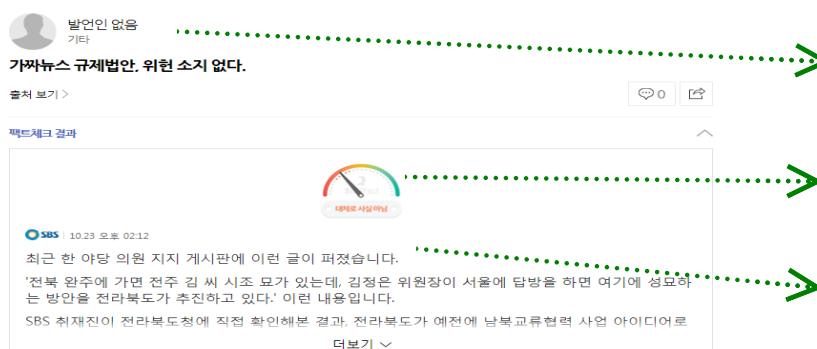 발언인 없음
기타
가짜뉴스 규제법안, 위헌 소지 없다.
출처 보기 >
0
팩트체크 결과
대체로 사실 아님
SBS 10.23 오후 02:12
최근 한 야당 의원 지지 게시판에 이런 글이 퍼졌습니다.
'전북 완주에 가면 전주 김 씨 시조 묘가 있는데, 김정은 위원장이 서울에 답방을 하면 여기에 성묘하
는 방안을 전라북도가 추진하고 있다.' 이런 내용입니다.
SBS 취재진이 전라북도청에 직접 확인해본 결과, 전라북도가 예전에 남북교류협력 사업 아이디어로
더보기